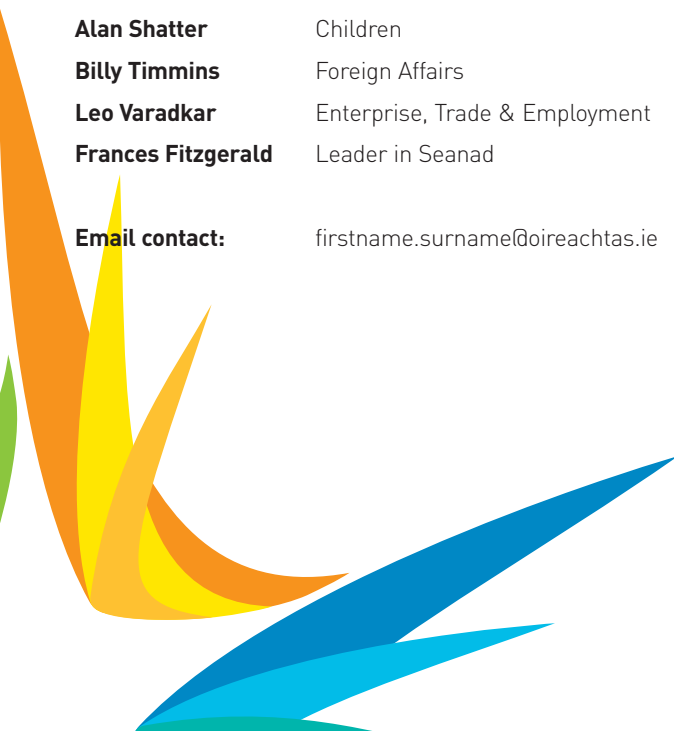 Alan Shatter Children
Billy Timmins Foreign Affairs
Leo Varadkar Enterprise, Trade & Employment
Frances Fitzgerald Leader in Seanad
Email contact: firstname.surname@oireachtas.ie